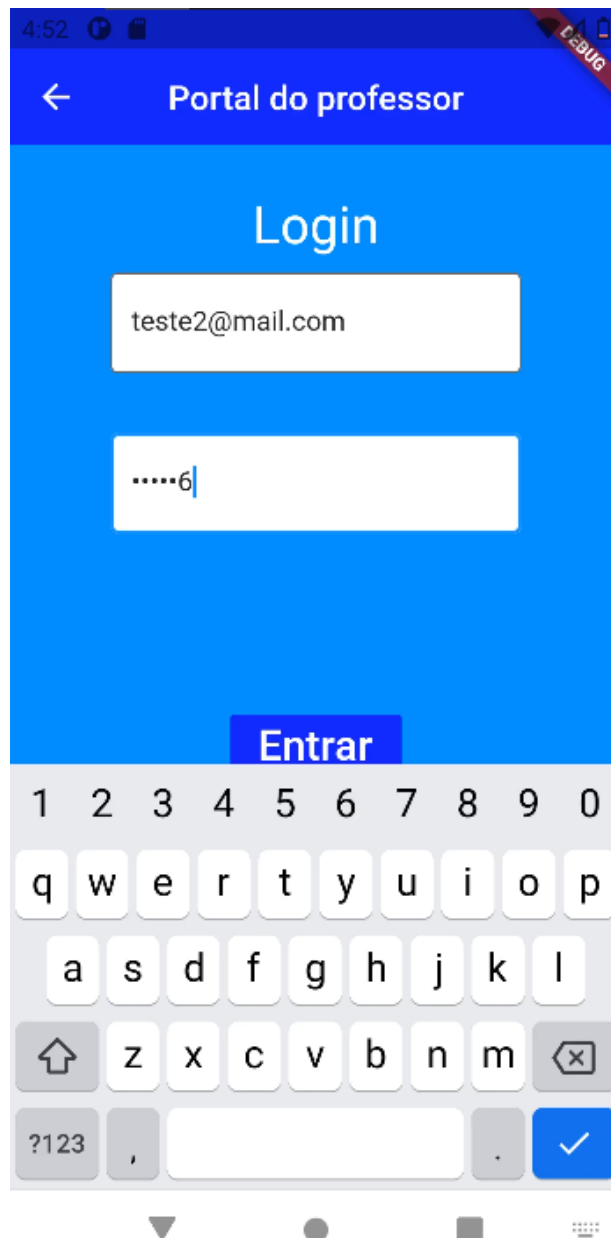 4:52
DEBUG
Portal do professor
Login
teste2@mail.com
•••••6
Entrar
1 2 3 4 5 6 7 8 9 0
q w e r t y u i o p
a s d f g h j k l
z x c v b n m
?123 , .